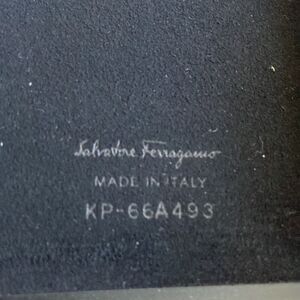 Salvatore Ferragamo
MADE IN ITALY
KP-66A493